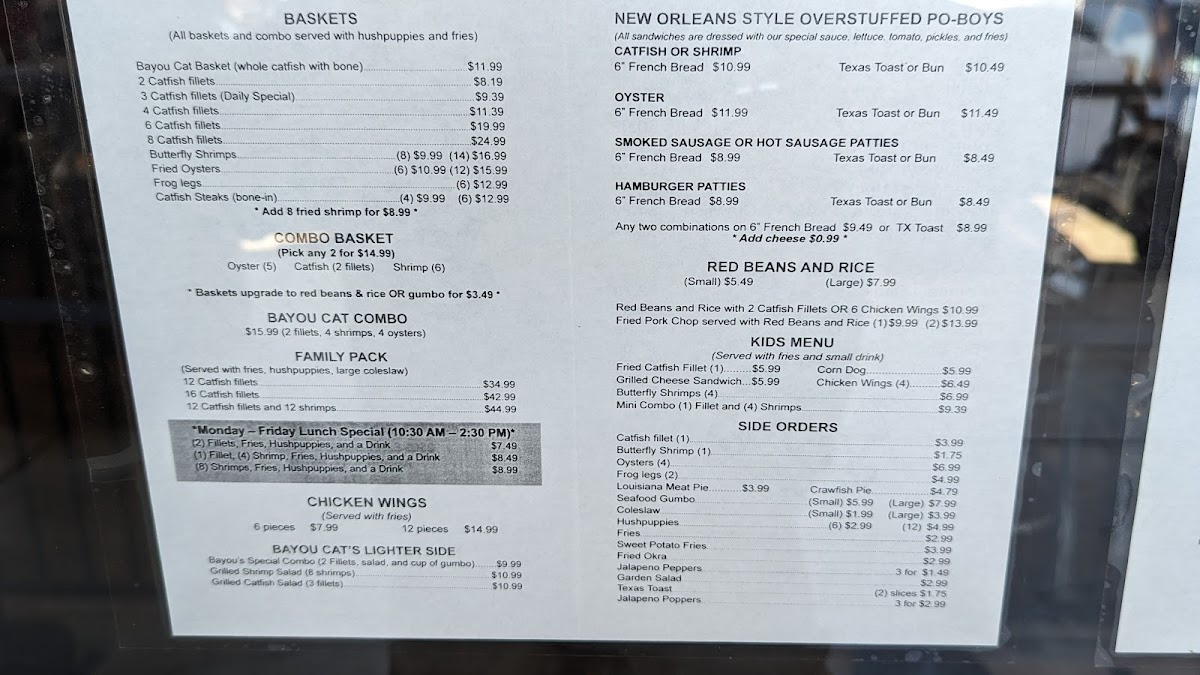 BASKETS
(All baskets and combo served with hushpuppies and fries)
Bayou Cat Basket (whole catfish with bone) $11.99
2 Catfish fillets $8.19
3 Catfish fillets (Daily Special) $9.39
4 Catfish fillets $11.39
6 Catfish fillets $19.99
8 Catfish fillets $24.99
Butterfly Shrimps (8) $9.99 (14) $16.99
Fried Oysters (6) $10.99 (12) $15.99
Frog legs (6) $12.99
Catfish Steaks (bone-in) (4) $9.99 (6) $12.99
* Add 8 fried shrimp for $8.99 *
COMBO BASKET
(Pick any 2 for $14.99)
Oyster (5) Catfish (2 fillets) Shrimp (6)
* Baskets upgrade to red beans & rice OR gumbo for $3.49 *
BAYOU CAT COMBO
$15.99 (2 fillets, 4 shrimps, 4 oysters)
FAMILY PACK
(Served with fries, hushpuppies, large coleslaw)
12 Catfish fillets $34.99
16 Catfish fillets $42.99
12 Catfish fillets and 12 shrimps $44.99
*Monday – Friday Lunch Special (10:30 AM – 2:30 PM)*
(2) Fillets, Fries, Hushpuppies, and a Drink $7.49
(1) Fillet, (4) Shrimp, Fries, Hushpuppies, and a Drink $8.49
(8) Shrimps, Fries, Hushpuppies, and a Drink $8.99
CHICKEN WINGS
(Served with fries)
6 pieces $7.99 12 pieces $14.99
BAYOU CAT'S LIGHTER SIDE
Bayou's Special Combo (2 Fillets, salad, and cup of gumbo) $9.99
Grilled Shrimp Salad (8 shrimps) $10.99
Grilled Catfish Salad (3 fillets) $10.99
NEW ORLEANS STYLE OVERSTUFFED PO-BOYS
(All sandwiches are dressed with our special sauce, lettuce, tomato, pickles, and fries)
CATFISH OR SHRIMP
6" French Bread $10.99 Texas Toast or Bun $10.49
OYSTER
6" French Bread $11.99 Texas Toast or Bun $11.49
SMOKED SAUSAGE OR HOT SAUSAGE PATTIES
6" French Bread $8.99 Texas Toast or Bun $8.49
HAMBURGER PATTIES
6" French Bread $8.99 Texas Toast or Bun $8.49
Any two combinations on 6" French Bread $9.49 or TX Toast $8.99
* Add cheese $0.99 *
RED BEANS AND RICE
(Small) $5.49 (Large) $7.99
Red Beans and Rice with 2 Catfish Fillets OR 6 Chicken Wings $10.99
Fried Pork Chop served with Red Beans and Rice (1) $9.99 (2) $13.99
KIDS MENU
(Served with fries and small drink)
Fried Catfish Fillet (1) $5.99 Corn Dog $5.99
Grilled Cheese Sandwich $5.99 Chicken Wings (4) $6.49
Butterfly Shrimps (4) $6.99
Mini Combo (1) Fillet and (4) Shrimps $9.39
SIDE ORDERS
Catfish fillet (1) $3.99
Butterfly Shrimp (1) $1.75
Oysters (4) $6.99
Frog legs (2) $4.99
Louisiana Meat Pie $3.99 Crawfish Pie $4.79
Seafood Gumbo (Small) $5.99 (Large) $7.99
Coleslaw (Small) $1.99 (Large) $3.99
Hushpuppies (6) $2.99 (12) $4.99
Fries $2.99
Sweet Potato Fries $3.99
Fried Okra $2.99
Jalapeno Peppers 3 for $1.49
Garden Salad $2.99
Texas Toast (2) slices $1.75
Jalapeno Poppers 3 for $2.99